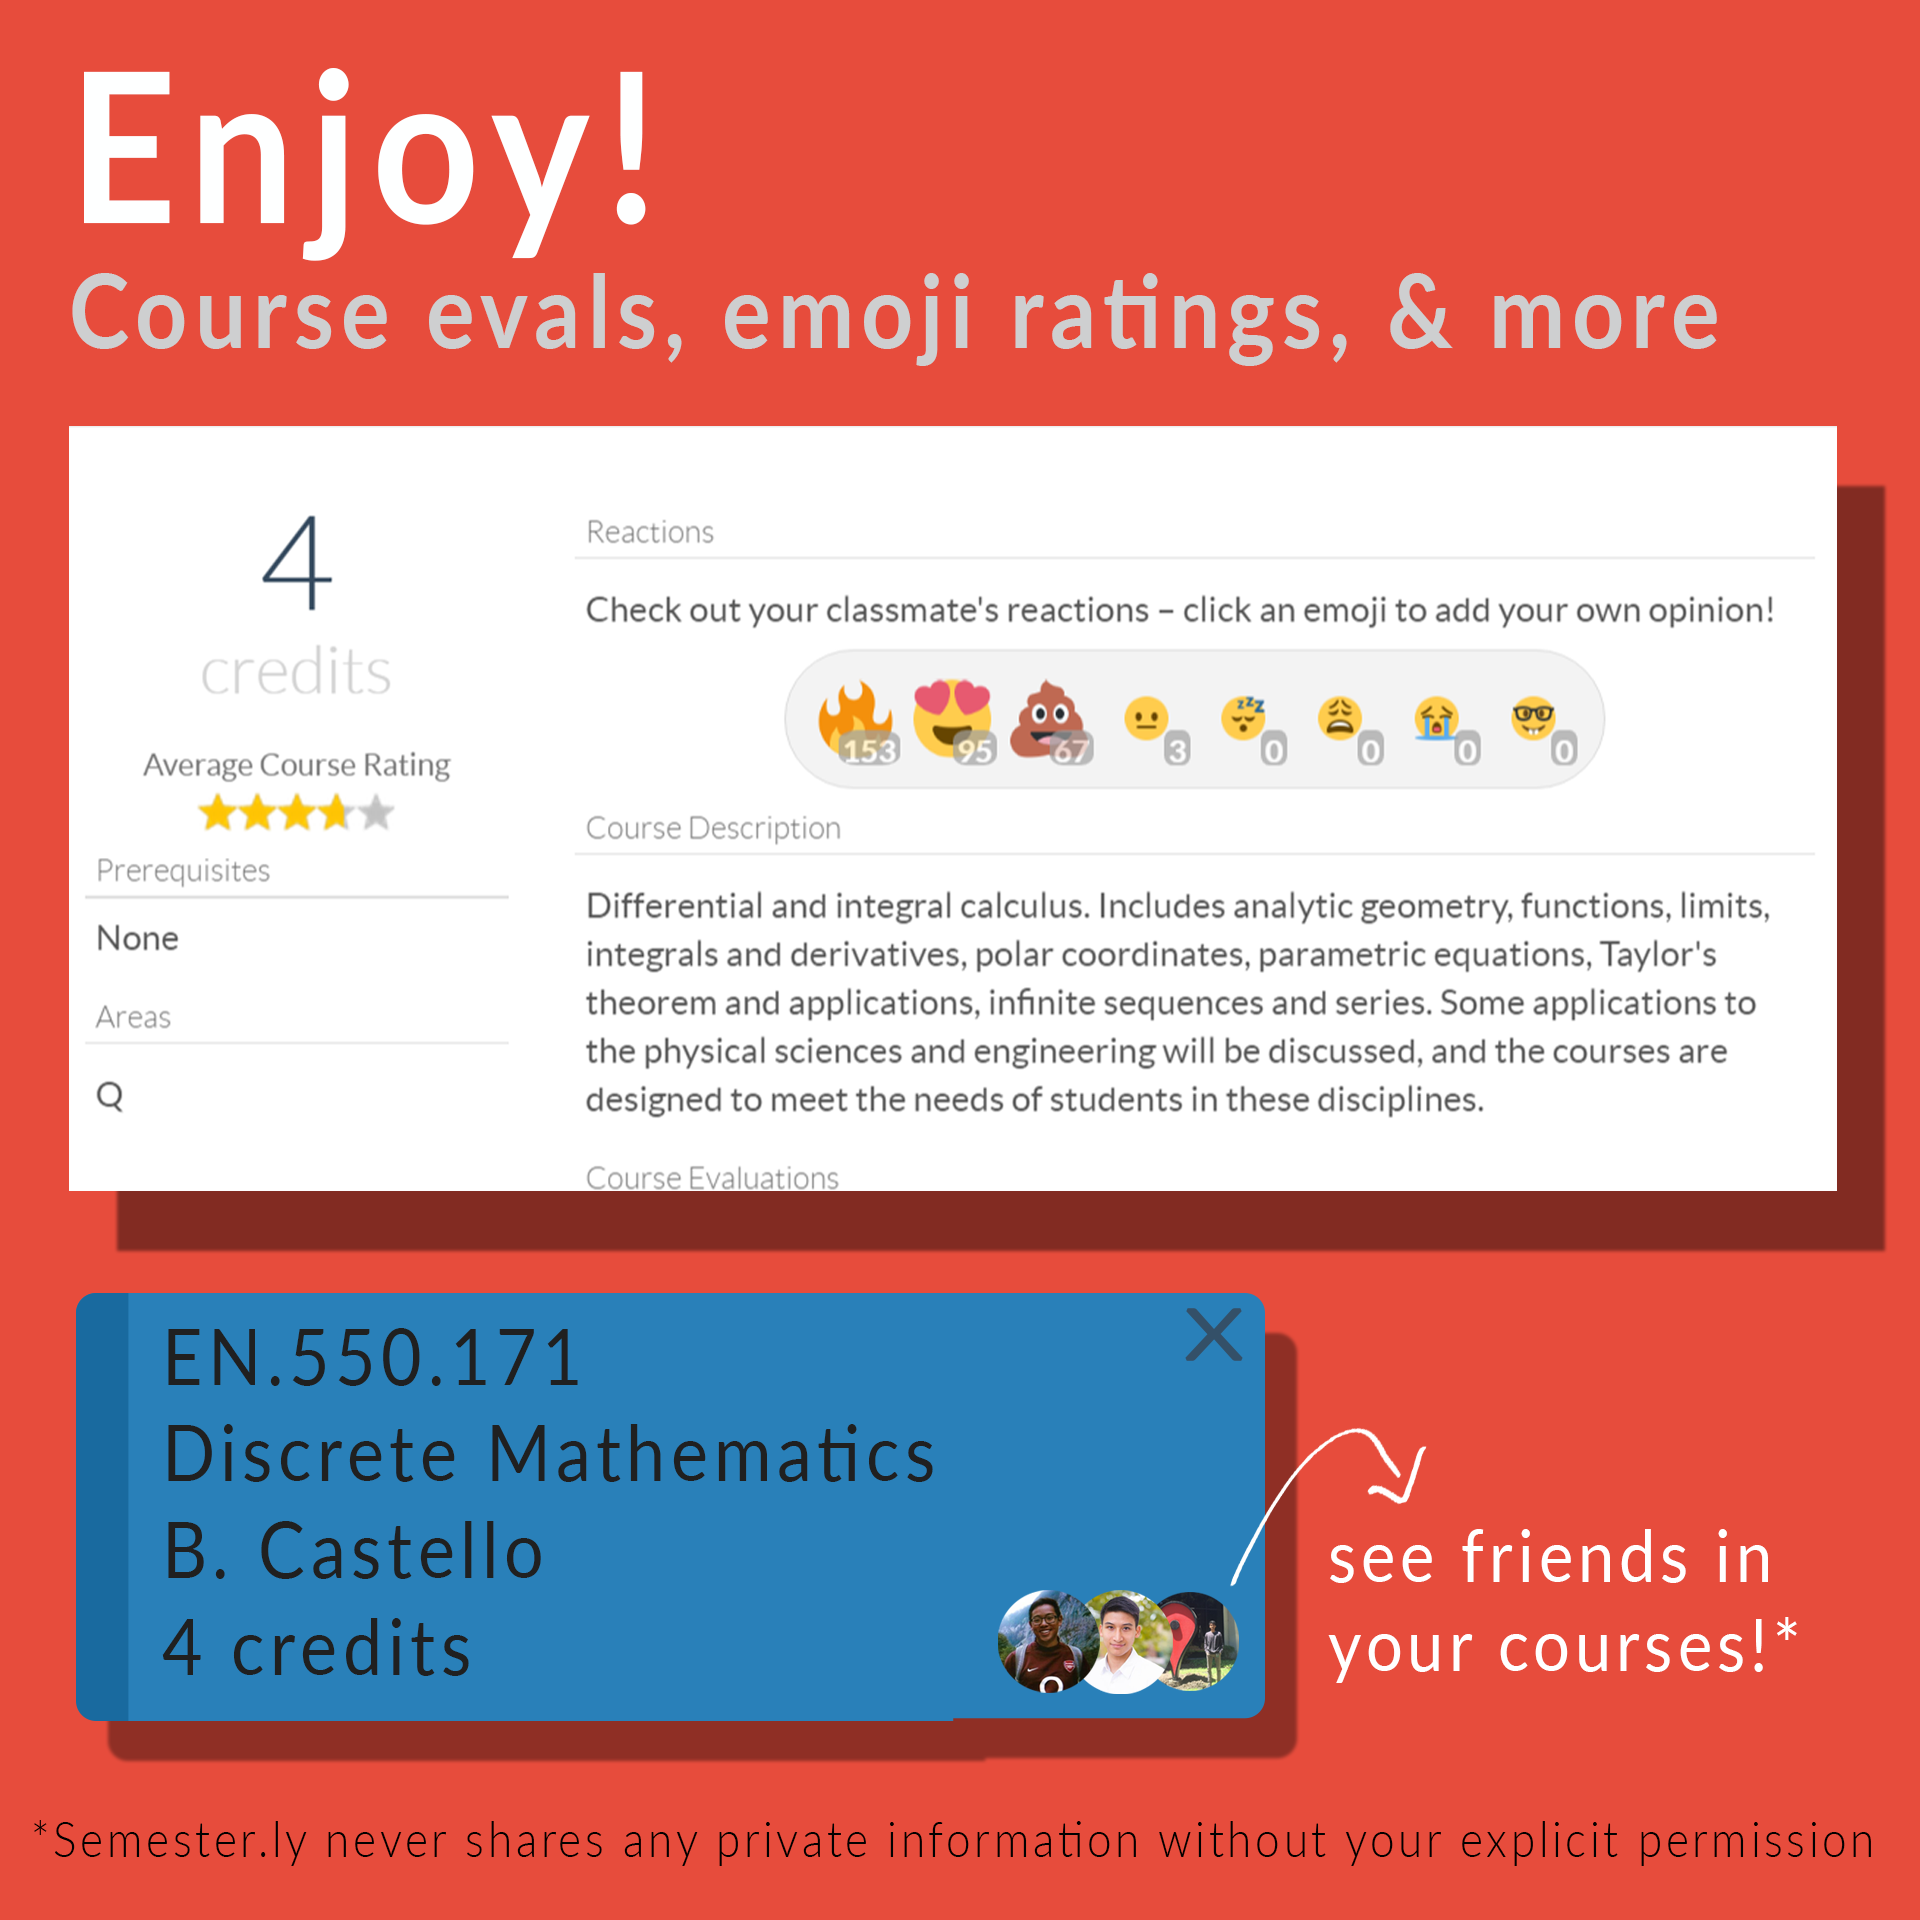 Enjoy!
Course evals, emoji ratings, & more
4
credits
Average Course Rating
Prerequisites
None
Areas
Q
Reactions
Check out your classmate's reactions – click an emoji to add your own opinion!
153 95 67 3 0 0 0 0
Course Description
Differential and integral calculus. Includes analytic geometry, functions, limits,
integrals and derivatives, polar coordinates, parametric equations, Taylor's
theorem and applications, infinite sequences and series. Some applications to
the physical sciences and engineering will be discussed, and the courses are
designed to meet the needs of students in these disciplines.
Course Evaluations
EN.550.171
Discrete Mathematics
B. Castello
4 credits
see friends in
your courses!*
*Semester.ly never shares any private information without your explicit permission